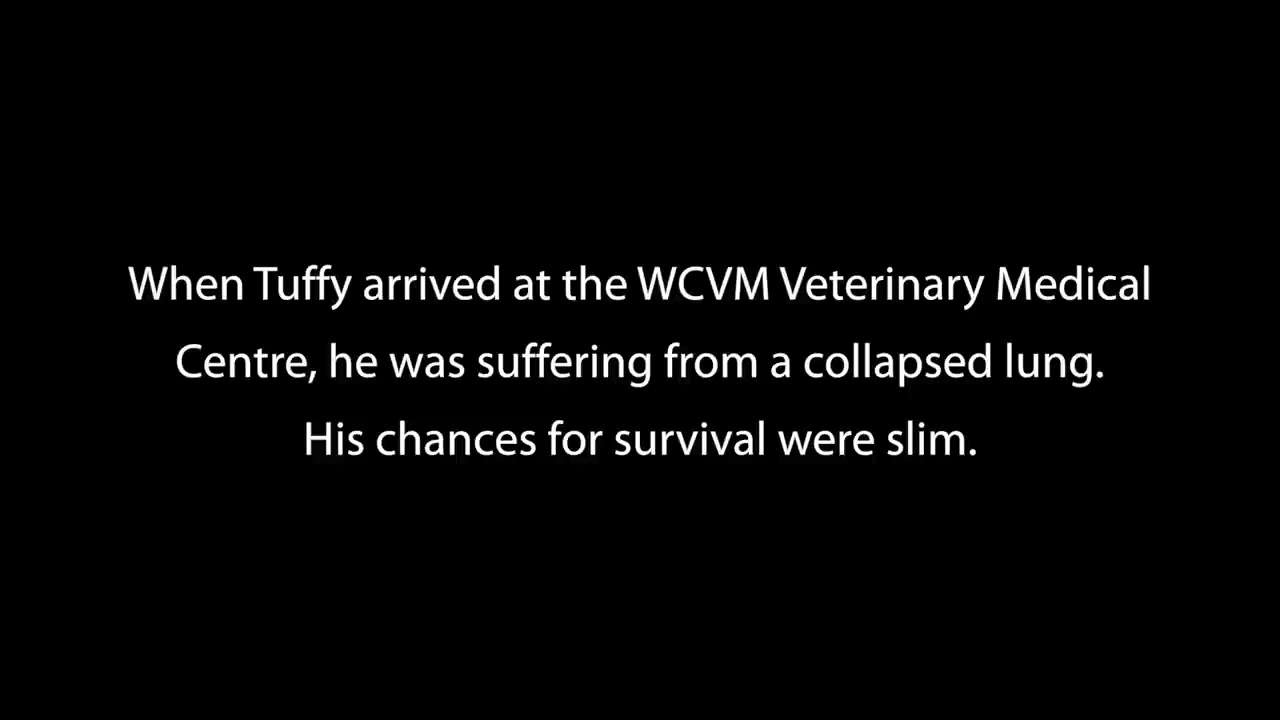 When Tuffy arrived at the WCVM Veterinary Medical
Centre, he was suffering from a collapsed lung.
His chances for survival were slim.